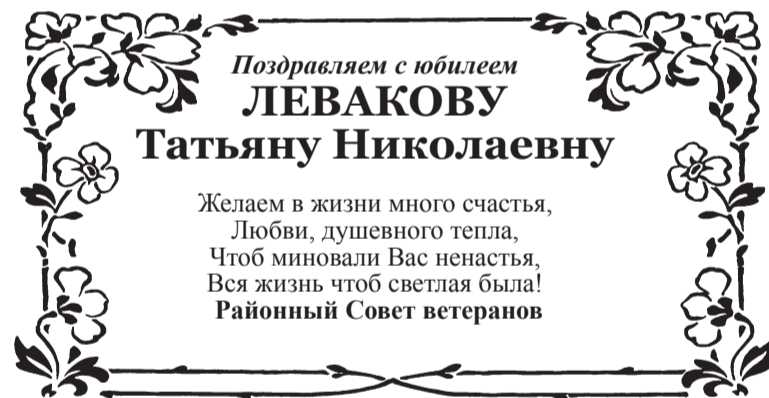 Поздравляем с юбилеем
ЛЕВАКОВУ
Татьяну Николаевну
Желаем в жизни много счастья,
Любви, душевного тепла,
Чтоб миновали Вас ненастья,
Вся жизнь чтоб светлая была!
Районный Совет ветеранов